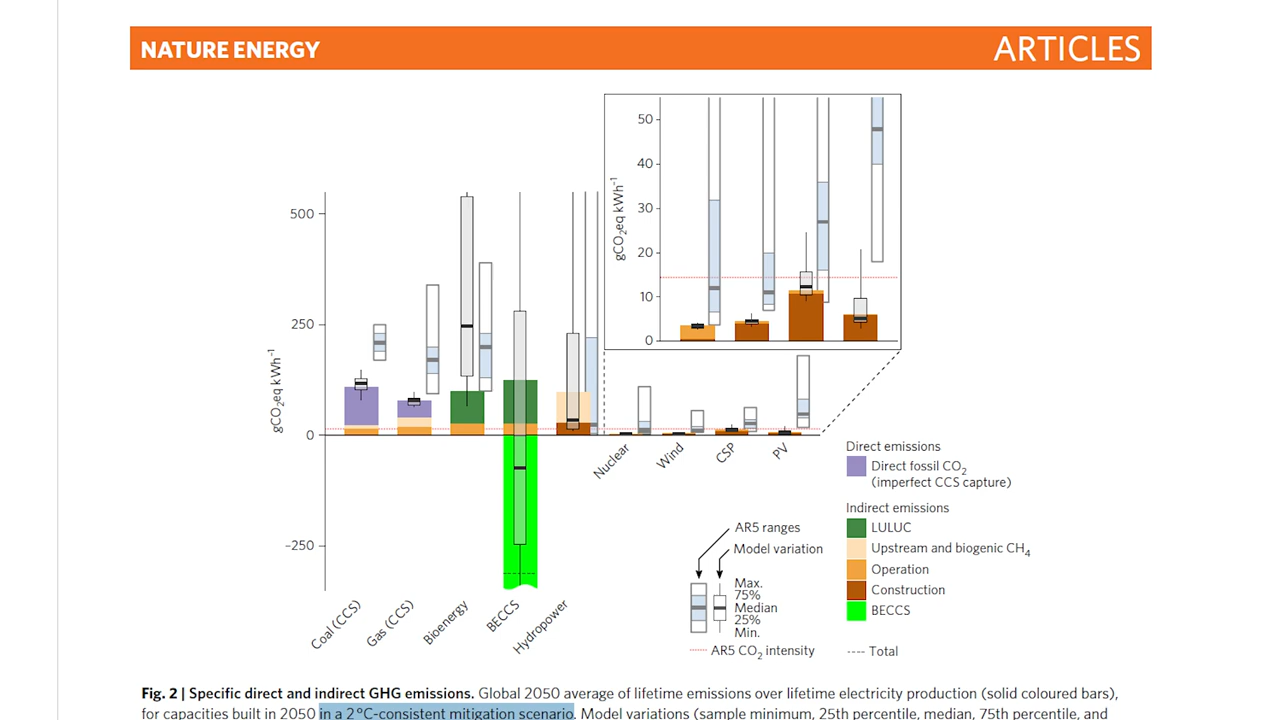 NATURE ENERGY
ARTICLES
gCO₂eq kWh⁻¹
500
250
0
−250
gCO₂eq kWh⁻¹
50
40
30
20
10
0
Coal (CCS)
Gas (CCS)
Bioenergy
BECCS
Hydropower
Nuclear
Wind
CSP
PV
Direct emissions
Direct fossil CO₂
(imperfect CCS capture)
Indirect emissions
LULUC
Upstream and biogenic CH₄
Operation
Construction
BECCS
Total
AR5 ranges
Model variation
Max.
75%
Median
25%
Min.
AR5 CO₂ intensity
Fig. 2 | Specific direct and indirect GHG emissions. Global 2050 average of lifetime emissions over lifetime electricity production (solid coloured bars),
for capacities built in 2050 in a 2°C-consistent mitigation scenario. Model variations (sample minimum, 25th percentile, median, 75th percentile, and